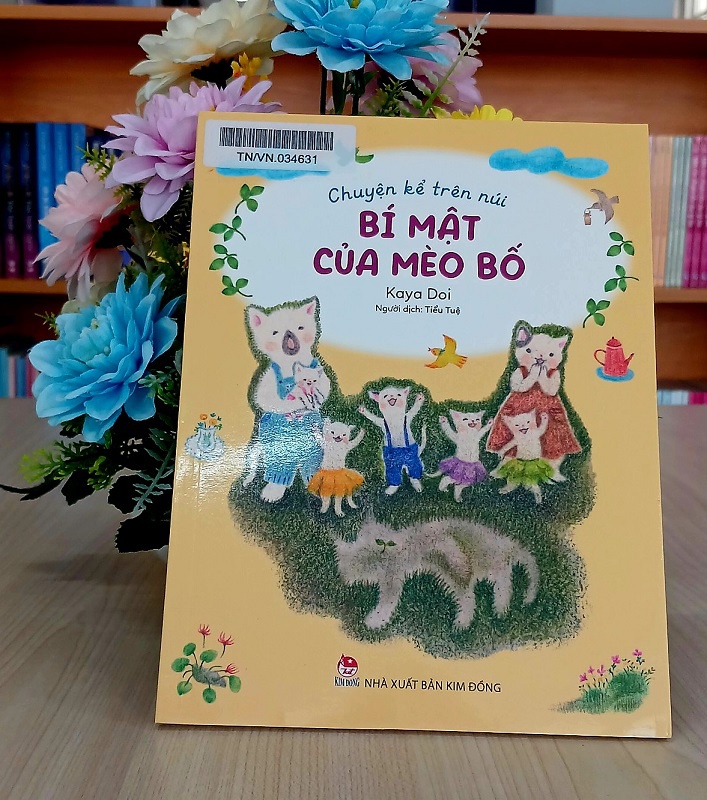 TN/VN.034631
Chuyện kể trên núi
BÍ MẬT
CỦA MÈO BỐ
Kaya Doi
Người dịch: Tiểu Tuệ
KIM ĐỒNG
NHÀ XUẤT BẢN KIM ĐỒNG